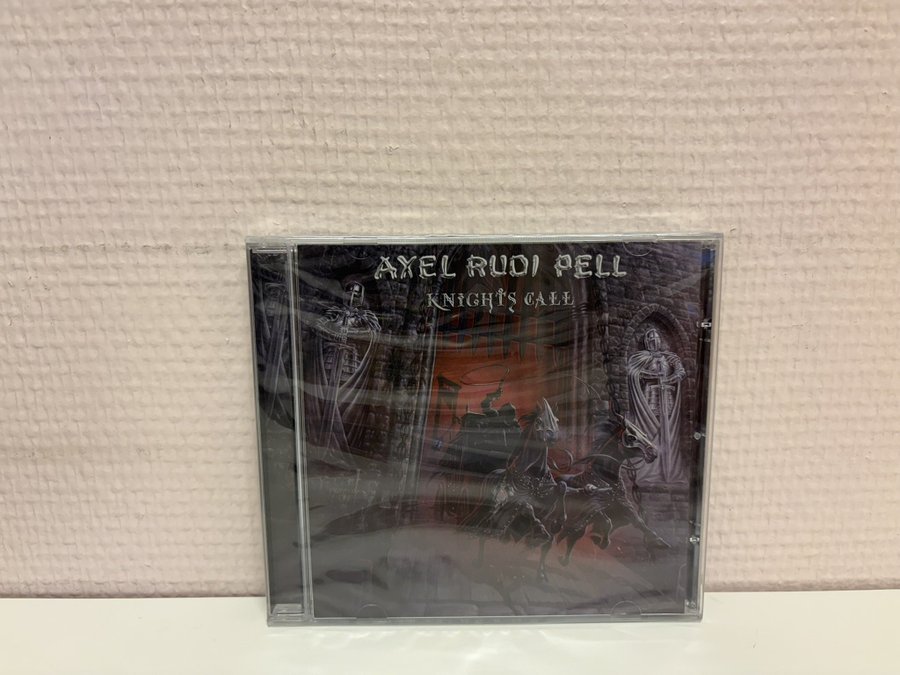 AXEL RUDI PELL
KNIGHTS CALL